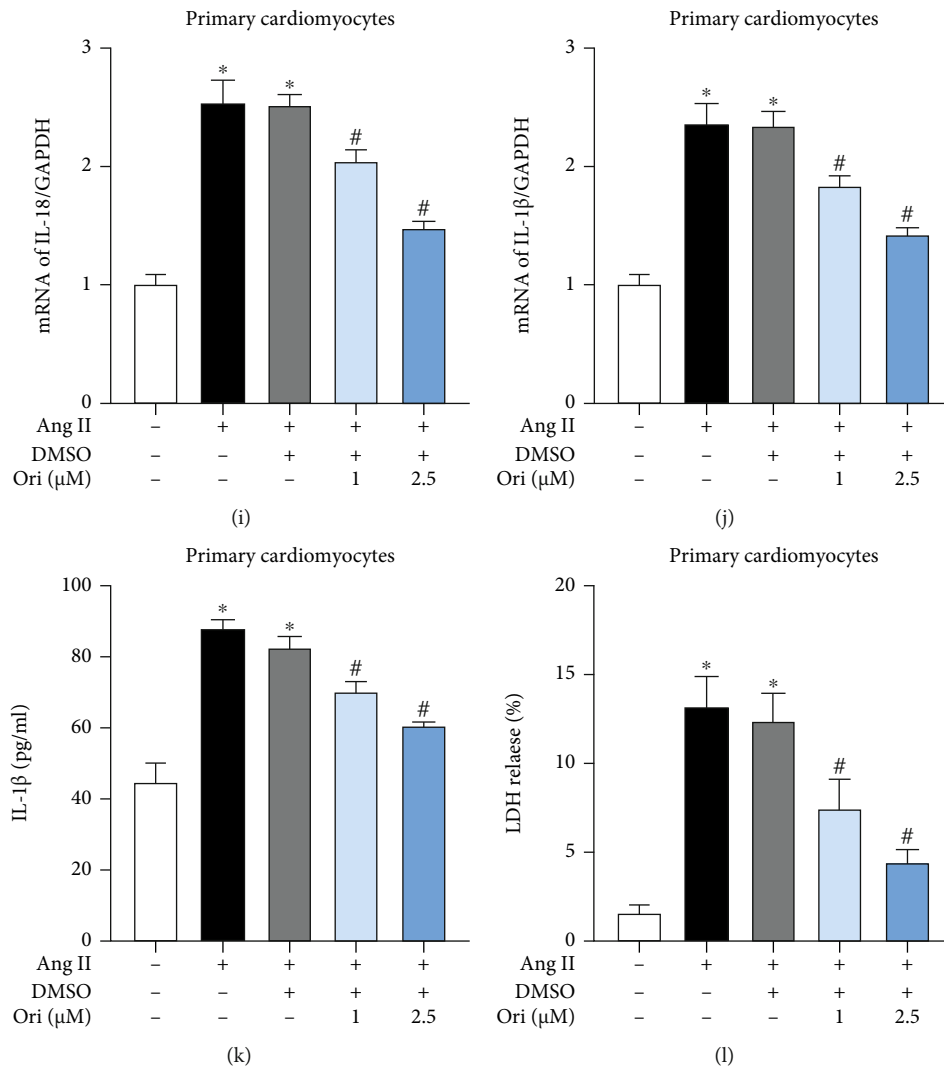 Primary cardiomyocytes
mRNA of IL-18/GAPDH
3
2
1
0
* * # #
Ang II – + + + +
DMSO – – + + +
Ori (μM) – – – 1 2.5
(i)
Primary cardiomyocytes
mRNA of IL-1β/GAPDH
3
2
1
0
* * # #
Ang II – + + + +
DMSO – – + + +
Ori (μM) – – – 1 2.5
(j)
Primary cardiomyocytes
IL-1β (pg/ml)
100
80
60
40
20
0
* * # #
Ang II – + + + +
DMSO – – + + +
Ori (μM) – – – 1 2.5
(k)
Primary cardiomyocytes
LDH relaese (%)
20
15
10
5
0
* * # #
Ang II – + + + +
DMSO – – + + +
Ori (μM) – – – 1 2.5
(l)